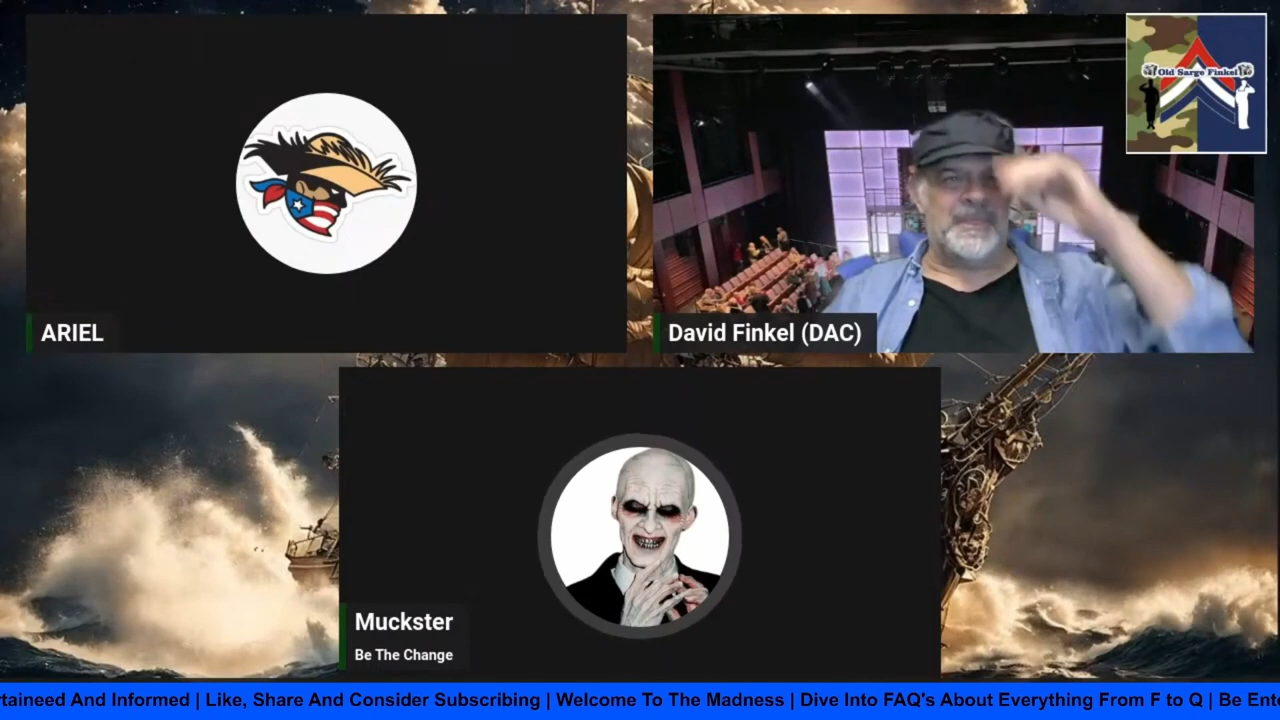 Old Sarge Finkel
ARIEL
David Finkel (DAC)
Muckster
Be The Change
rtaineed And Informed | Like, Share And Consider Subscribing | Welcome To The Madness | Dive Into FAQ's About Everything From F to Q | Be Ente